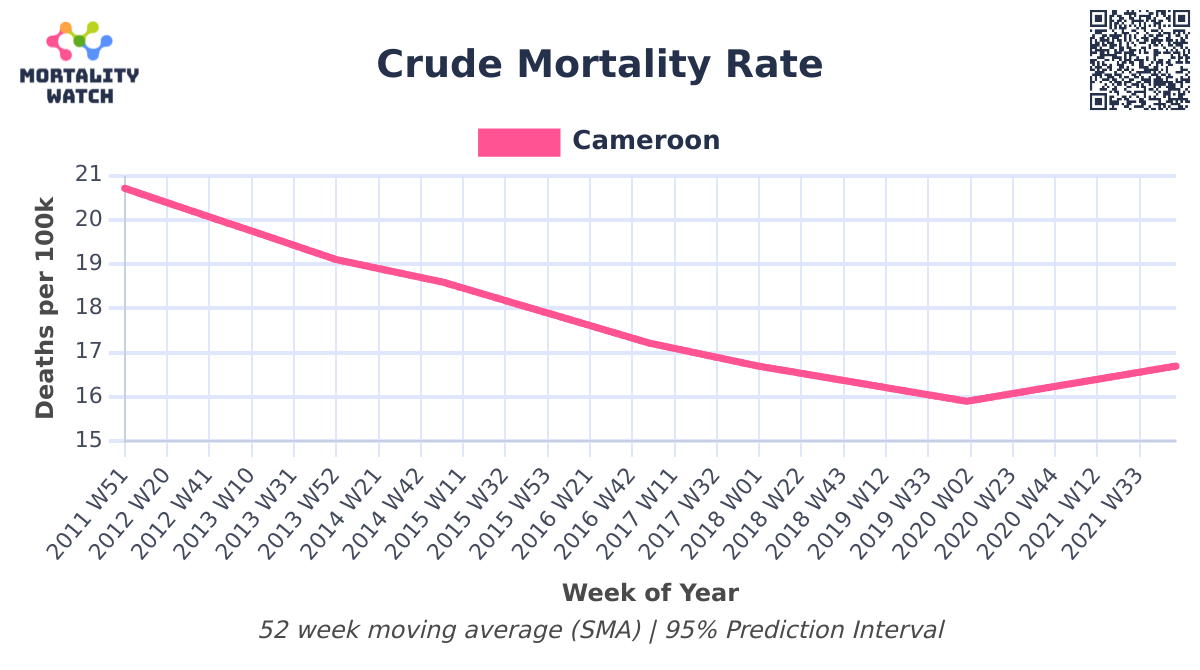 MORTALITY
WATCH
Crude Mortality Rate
Cameroon
Deaths per 100k
21
20
19
18
17
16
15
2011 W51
2012 W20
2012 W41
2013 W10
2013 W31
2013 W52
2014 W21
2014 W42
2015 W11
2015 W32
2015 W53
2016 W21
2016 W42
2017 W11
2017 W32
2018 W01
2018 W22
2018 W43
2019 W12
2019 W33
2020 W02
2020 W23
2020 W44
2021 W12
2021 W33
Week of Year
52 week moving average (SMA) | 95% Prediction Interval